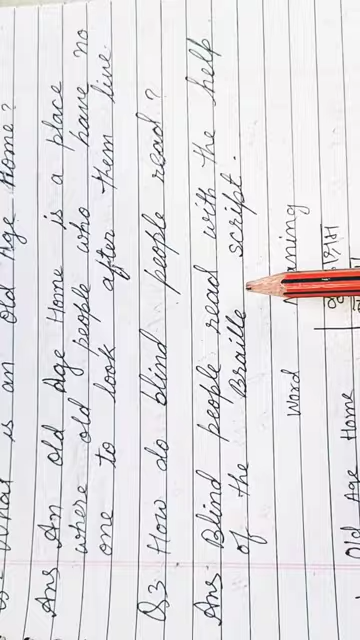 What is an old Age Home?
Ans An old Age Home is a place
where old people who have no
one to look after them live.
Q3 How do blind people read?
Ans. Blind people read with the help
of the Braille script.
Word
Old Age Home